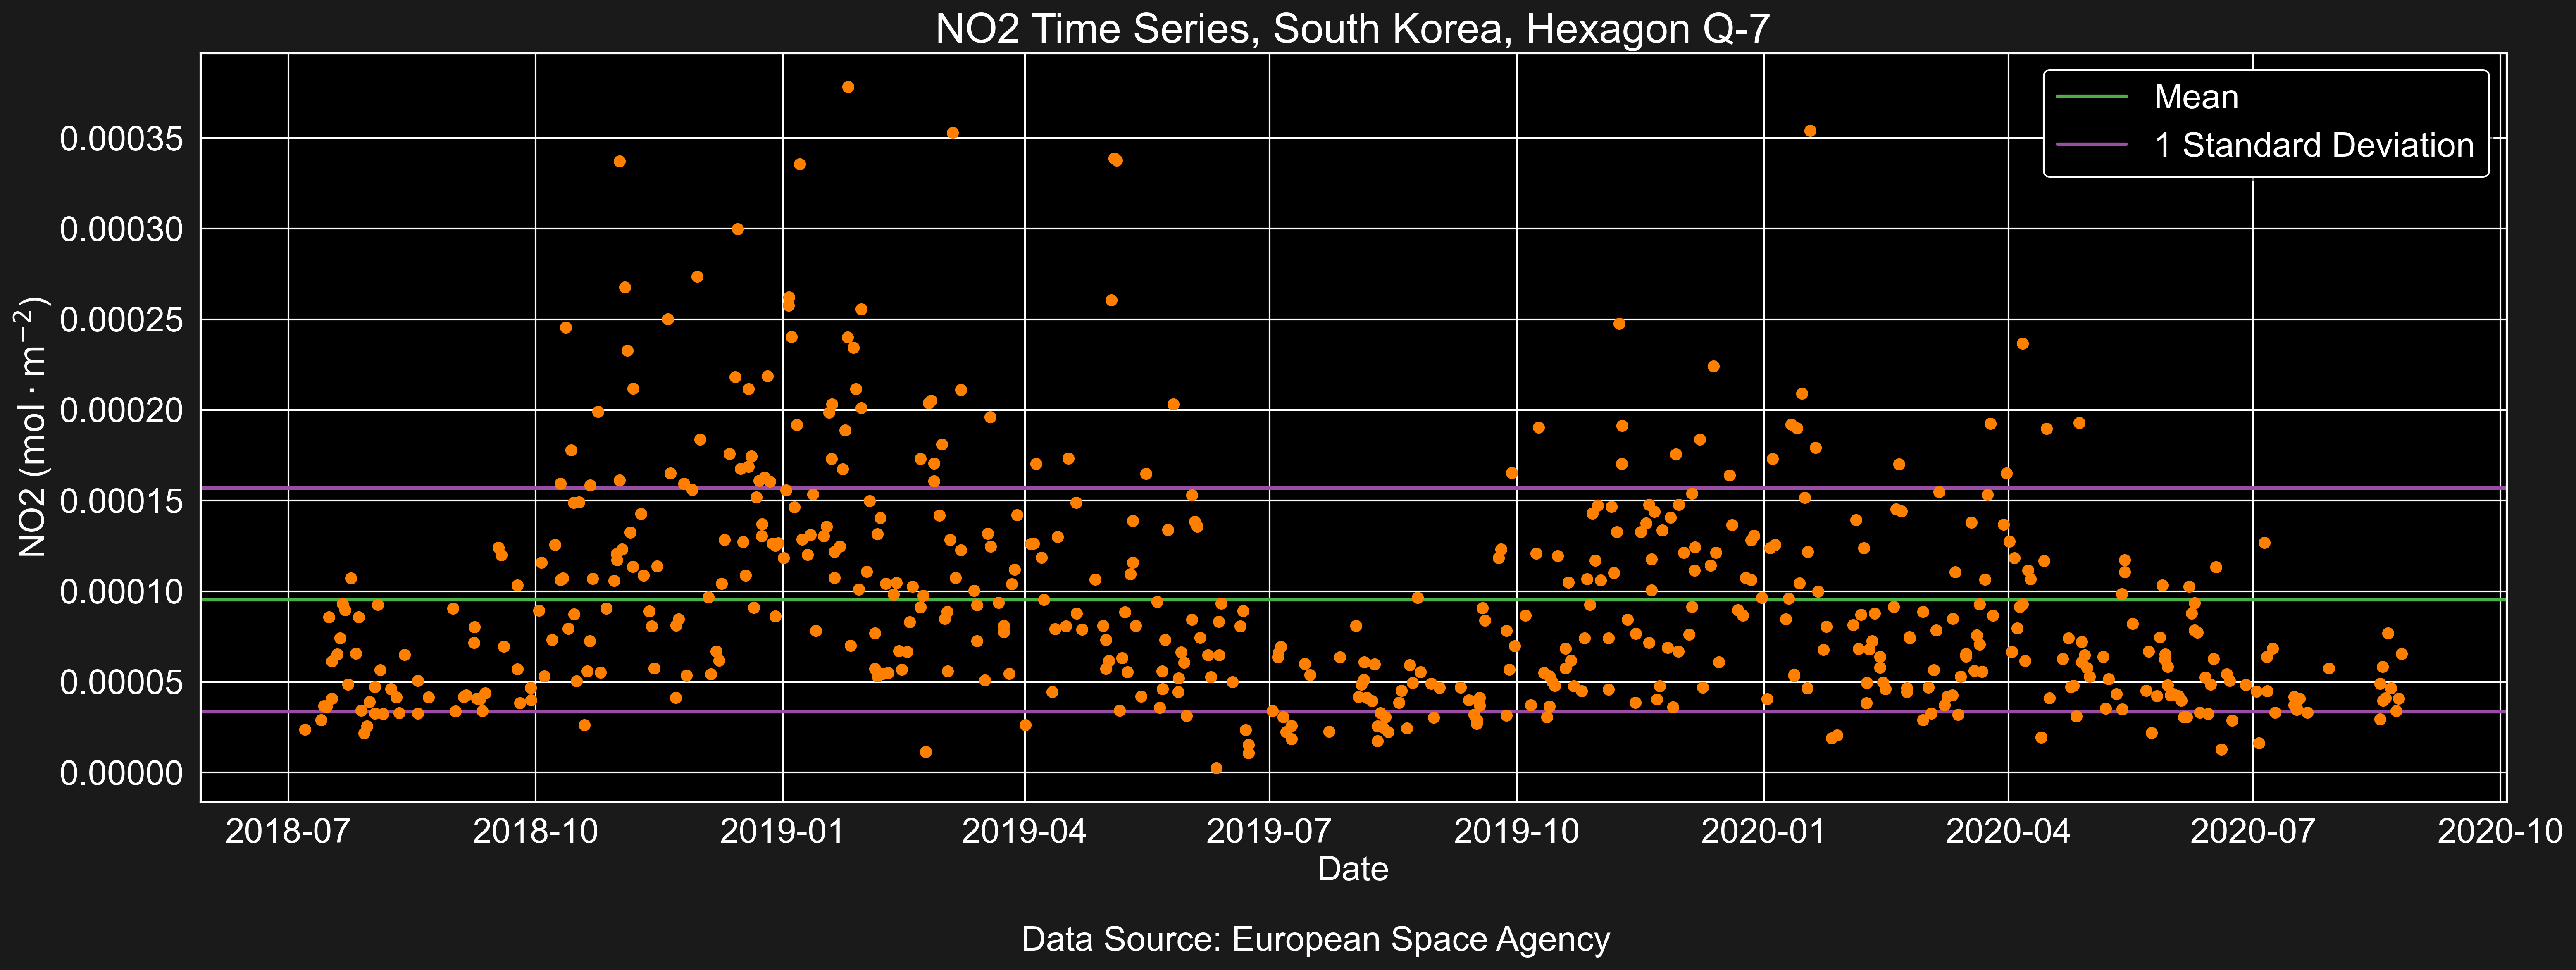 NO2 Time Series, South Korea, Hexagon Q-7
Mean
1 Standard Deviation
NO2 (mol · m⁻²)
0.00035
0.00030
0.00025
0.00020
0.00015
0.00010
0.00005
0.00000
2018-07 2018-10 2019-01 2019-04 2019-07 2019-10 2020-01 2020-04 2020-07 2020-10
Date
Data Source: European Space Agency